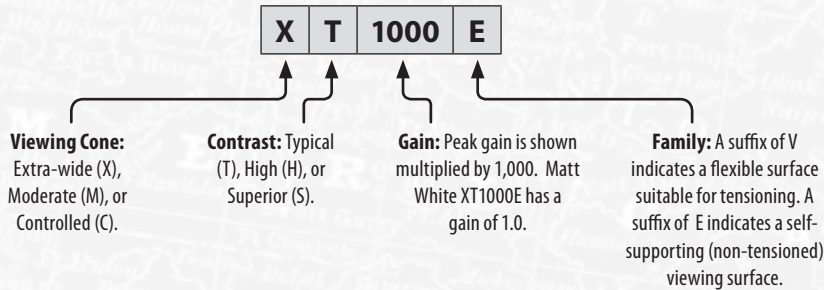 X T 1000 E
Viewing Cone:
Extra-wide (X),
Moderate (M), or
Controlled (C).
Contrast: Typical
(T), High (H), or
Superior (S).
Gain: Peak gain is shown
multiplied by 1,000. Matt
White XT1000E has a
gain of 1.0.
Family: A suffix of V
indicates a flexible surface
suitable for tensioning. A
suffix of E indicates a self-
supporting (non-tensioned)
viewing surface.